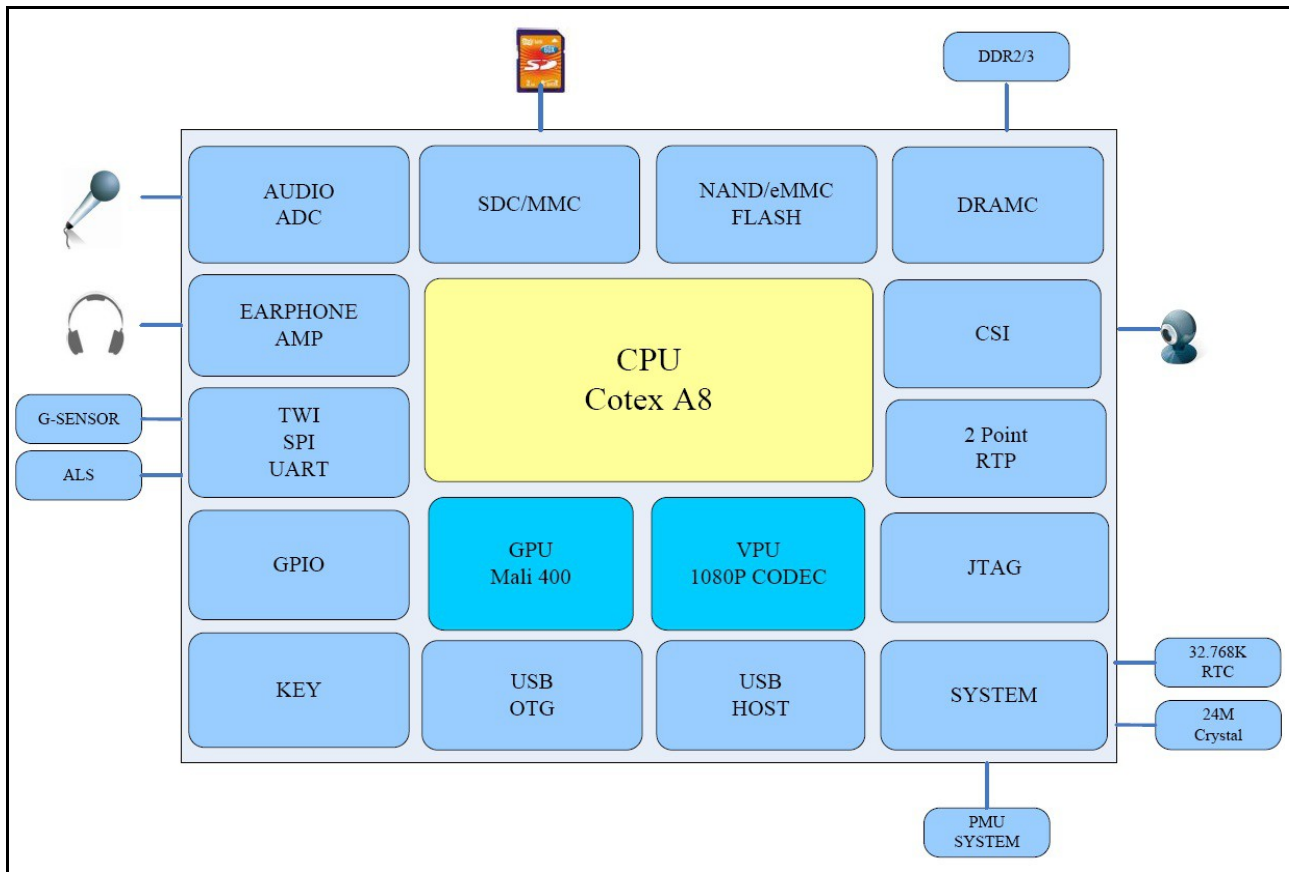 DDR2/3
SD
AUDIO
ADC
SDC/MMC
NAND/eMMC
FLASH
DRAMC
EARPHONE
AMP
CPU
Cotex A8
CSI
G-SENSOR
ALS
TWI
SPI
UART
2 Point
RTP
GPIO
GPU
Mali 400
VPU
1080P CODEC
JTAG
KEY
USB
OTG
USB
HOST
SYSTEM
32.768K
RTC
24M
Crystal
PMU
SYSTEM